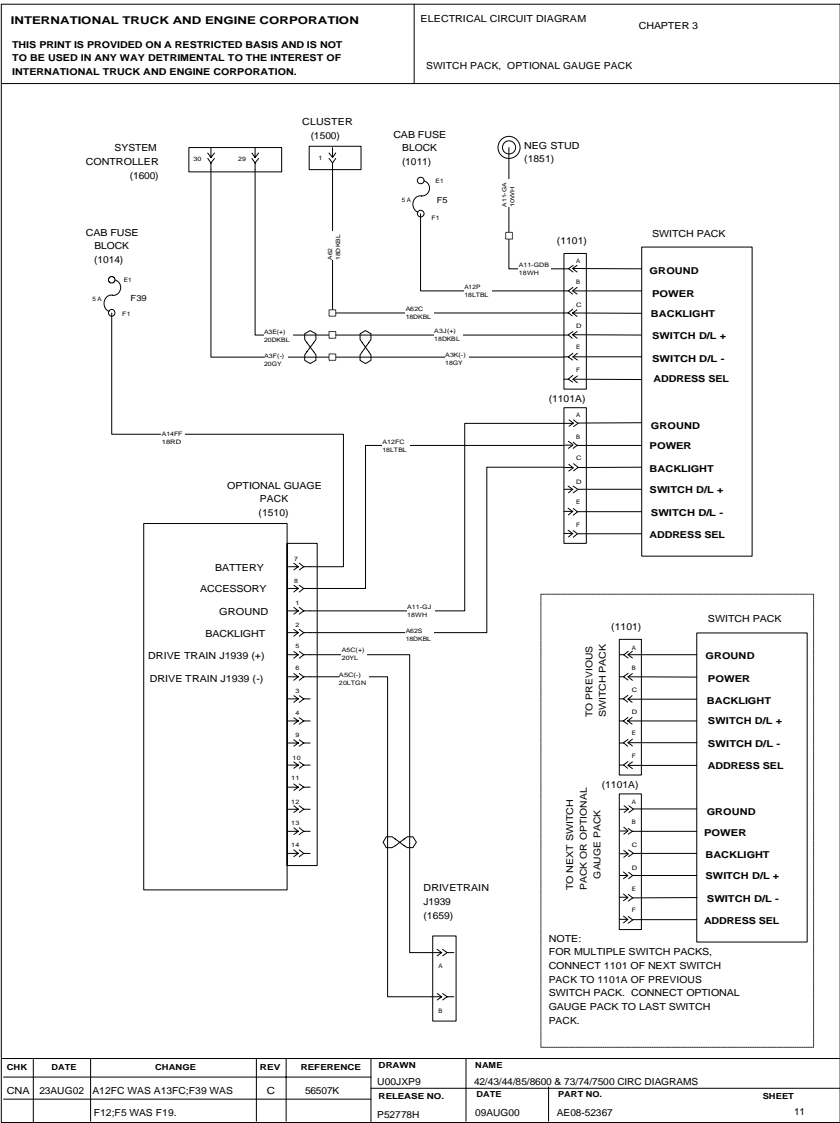 INTERNATIONAL TRUCK AND ENGINE CORPORATION
THIS PRINT IS PROVIDED ON A RESTRICTED BASIS AND IS NOT
TO BE USED IN ANY WAY DETRIMENTAL TO THE INTEREST OF
INTERNATIONAL TRUCK AND ENGINE CORPORATION.
ELECTRICAL CIRCUIT DIAGRAM
CHAPTER 3
SWITCH PACK, OPTIONAL GAUGE PACK
SYSTEM
CONTROLLER
(1600)
30
29
CLUSTER
(1500)
1
CAB FUSE
BLOCK
(1011)
E1
5 A
F5
F1
NEG STUD
(1851)
A11-GA
10WH
CAB FUSE
BLOCK
(1014)
E1
5 A
F39
F1
A62
18DKBL
A11-GDB
18WH
A12P
18LTBL
A62C
18DKBL
A3E(+)
20DKBL
A3J(+)
18DKBL
A3F(-)
20GY
A3K(-)
18GY
(1101)
SWITCH PACK
A
GROUND
B
POWER
C
BACKLIGHT
D
SWITCH D/L +
E
SWITCH D/L -
F
ADDRESS SEL
(1101A)
A
GROUND
B
POWER
C
BACKLIGHT
D
SWITCH D/L +
E
SWITCH D/L -
F
ADDRESS SEL
A14FF
18RD
A12FC
18LTBL
OPTIONAL GUAGE
PACK
(1510)
BATTERY
7
ACCESSORY
8
GROUND
1
BACKLIGHT
2
DRIVE TRAIN J1939 (+)
5
DRIVE TRAIN J1939 (-)
6
3
4
9
10
11
12
13
14
A11-GJ
18WH
A62S
18DKBL
A5C(+)
20YL
A5C(-)
20LTGN
DRIVETRAIN
J1939
(1659)
A
B
SWITCH PACK
(1101)
TO PREVIOUS
SWITCH PACK
A
GROUND
B
POWER
C
BACKLIGHT
D
SWITCH D/L +
E
SWITCH D/L -
F
ADDRESS SEL
(1101A)
TO NEXT SWITCH
PACK OR OPTIONAL
GAUGE PACK
A
GROUND
B
POWER
C
BACKLIGHT
D
SWITCH D/L +
E
SWITCH D/L -
F
ADDRESS SEL
NOTE:
FOR MULTIPLE SWITCH PACKS,
CONNECT 1101 OF NEXT SWITCH
PACK TO 1101A OF PREVIOUS
SWITCH PACK. CONNECT OPTIONAL
GAUGE PACK TO LAST SWITCH
PACK.
CHK DATE CHANGE REV REFERENCE
CNA 23AUG02 A12FC WAS A13FC;F39 WAS C 56507K
F12;F5 WAS F19.
DRAWN
U00JXP9
RELEASE NO.
P52778H
NAME
42/43/44/85/8600 & 73/74/7500 CIRC DIAGRAMS
DATE PART NO. SHEET
09AUG00 AE08-52367 11